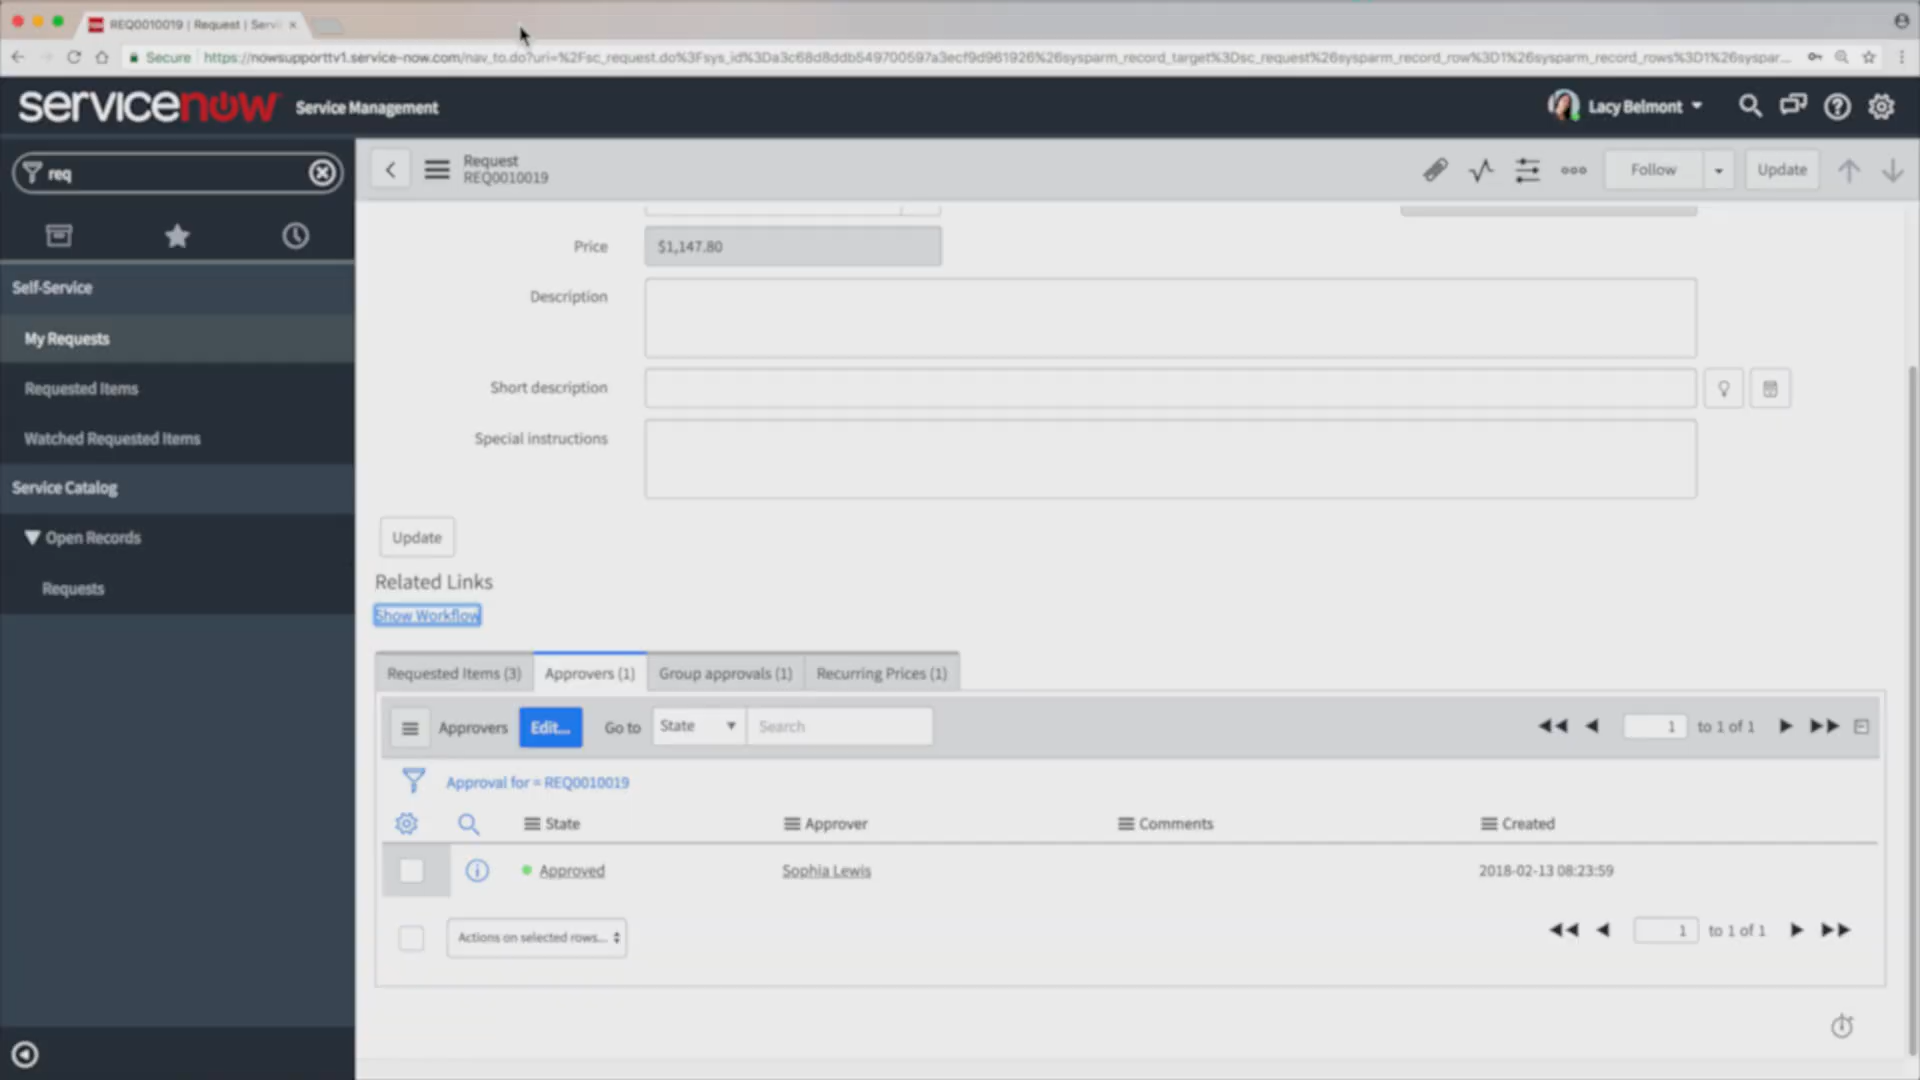 REQ0010019 | Request | Servi
Secure https://nowsupporttv1.service-now.com/nav_to.do?uri=%2Fsc_request.do%3Fsys_id%3Da3c68d8ddb549700597a3ecf9d961926%26sysparm_record_target%3Dsc_request%26sysparm_record_row%3D1%26sysparm_record_rows%3D1%26syspar...
servicenow Service Management
Lacy Belmont
req
Request
REQ0010019
Follow
Update
Self-Service
My Requests
Requested Items
Watched Requested Items
Service Catalog
Open Records
Requests
Price $1,147.80
Description
Short description
Special instructions
Update
Related Links
Show Workflow
Requested Items (3) Approvers (1) Group approvals (1) Recurring Prices (1)
Approvers Edit... Go to State Search 1 to 1 of 1
Approval for = REQ0010019
State Approver Comments Created
Approved Sophia Lewis 2018-02-13 08:23:59
Actions on selected rows... 1 to 1 of 1